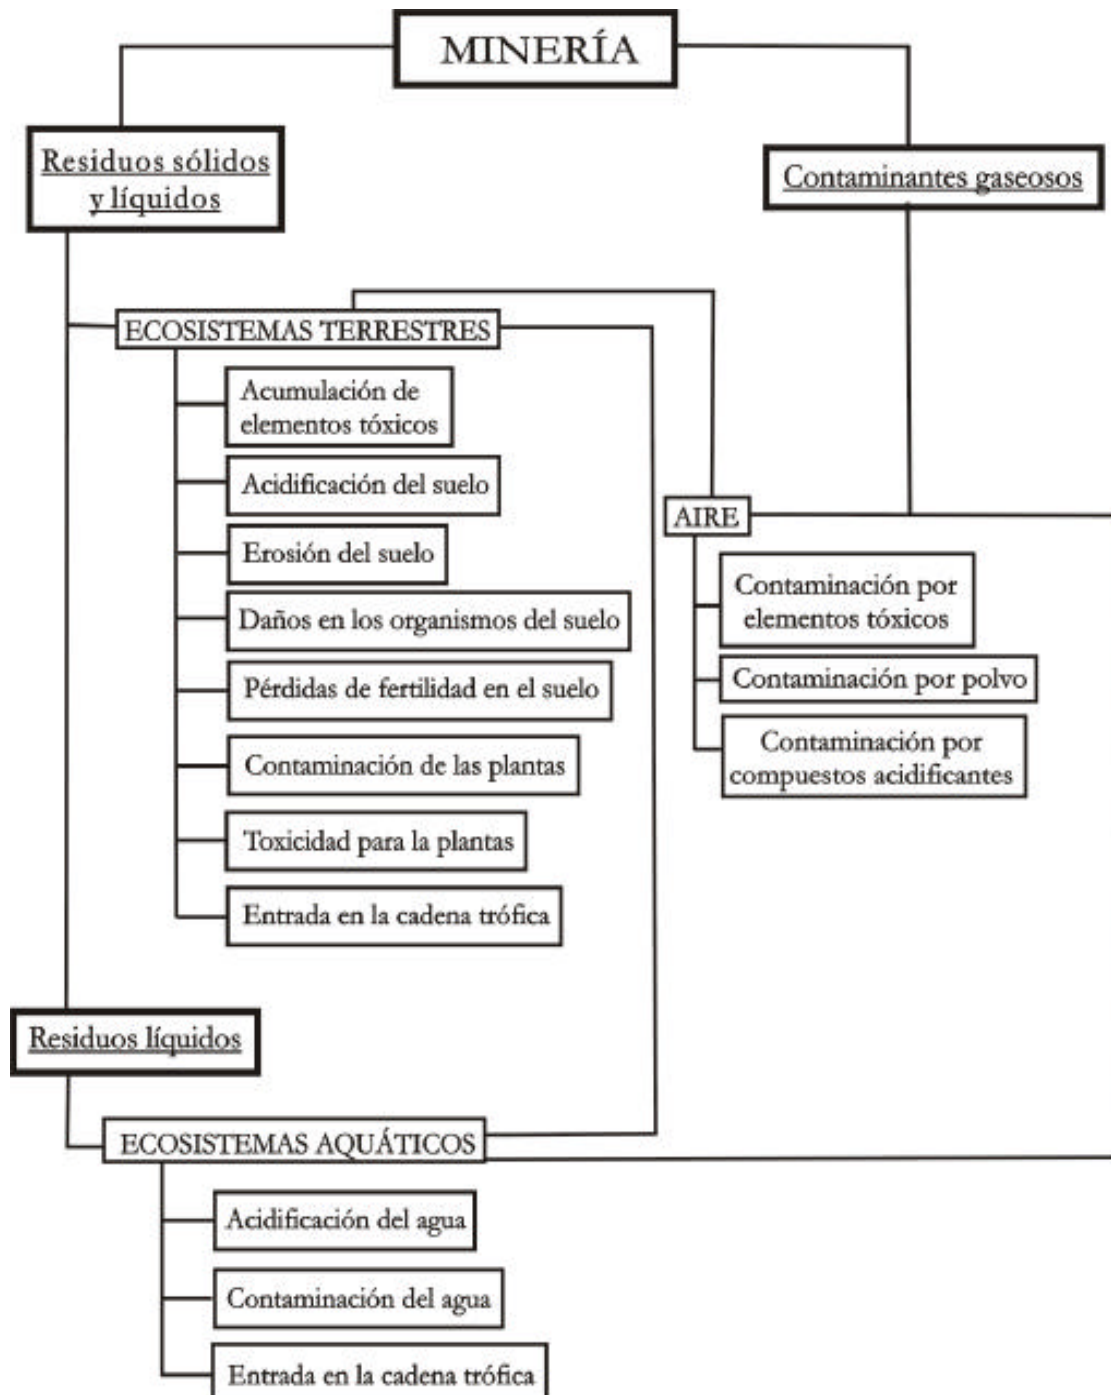 MINERÍA
Residuos sólidos
y líquidos
Contaminantes gaseosos
ECOSISTEMAS TERRESTRES
Acumulación de
elementos tóxicos
Acidificación del suelo
Erosión del suelo
Daños en los organismos del suelo
Pérdidas de fertilidad en el suelo
Contaminación de las plantas
Toxicidad para la plantas
Entrada en la cadena trófica
AIRE
Contaminación por
elementos tóxicos
Contaminación por polvo
Contaminación por
compuestos acidificantes
Residuos líquidos
ECOSISTEMAS AQUÁTICOS
Acidificación del agua
Contaminación del agua
Entrada en la cadena trófica